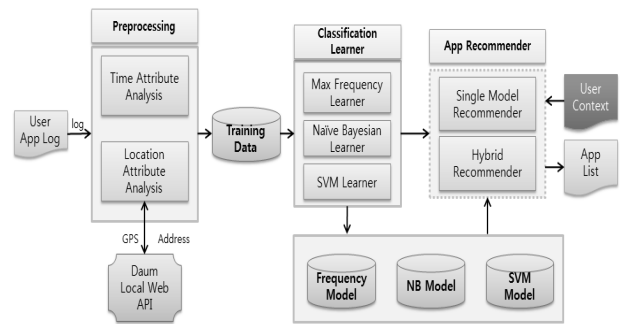 Preprocessing
Time Attribute
Analysis
Location
Attribute
Analysis
User
App Log
log
GPS
Address
Daum
Local Web
API
Training
Data
Classification
Learner
Max Frequency
Learner
Naïve Bayesian
Learner
SVM Learner
App Recommender
Single Model
Recommender
Hybrid
Recommender
User
Context
App
List
Frequency
Model
NB Model
SVM
Model